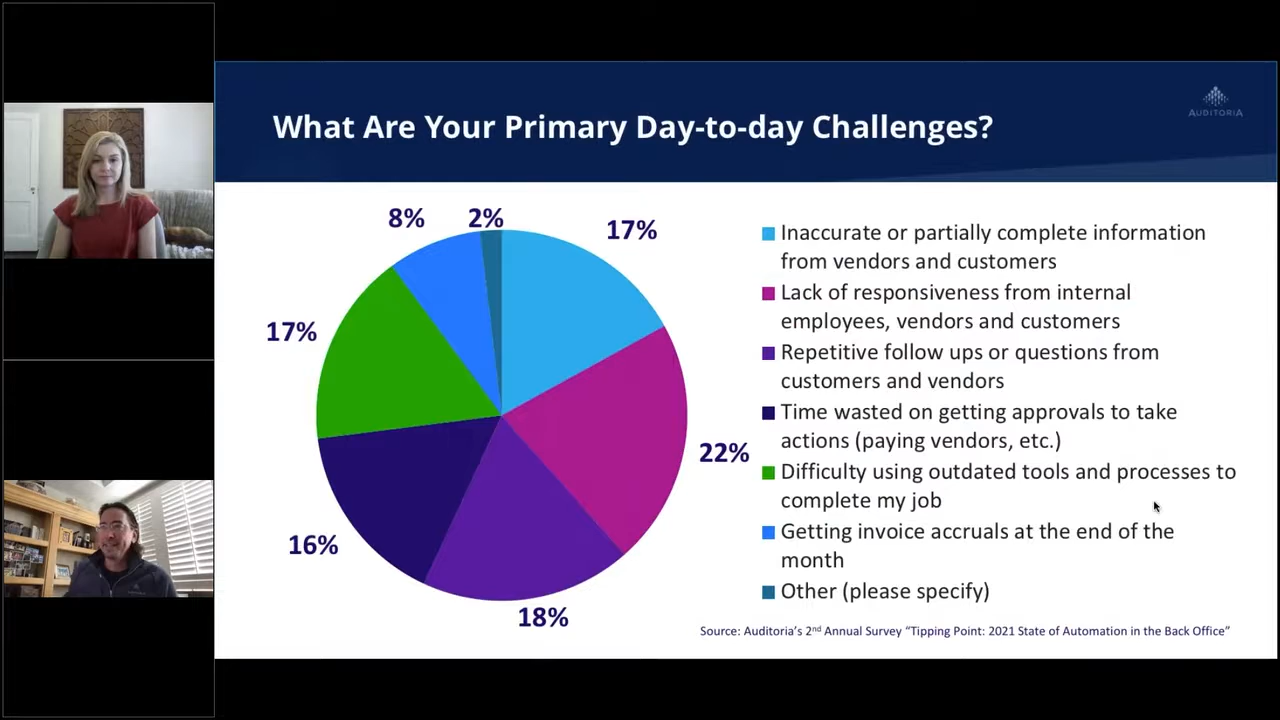 What Are Your Primary Day-to-day Challenges?
AUDITORIA
8%
2%
17%
17%
22%
16%
18%
Inaccurate or partially complete information
from vendors and customers
Lack of responsiveness from internal
employees, vendors and customers
Repetitive follow ups or questions from
customers and vendors
Time wasted on getting approvals to take
actions (paying vendors, etc.)
Difficulty using outdated tools and processes to
complete my job
Getting invoice accruals at the end of the
month
Other (please specify)
Source: Auditoria’s 2nd Annual Survey “Tipping Point: 2021 State of Automation in the Back Office”